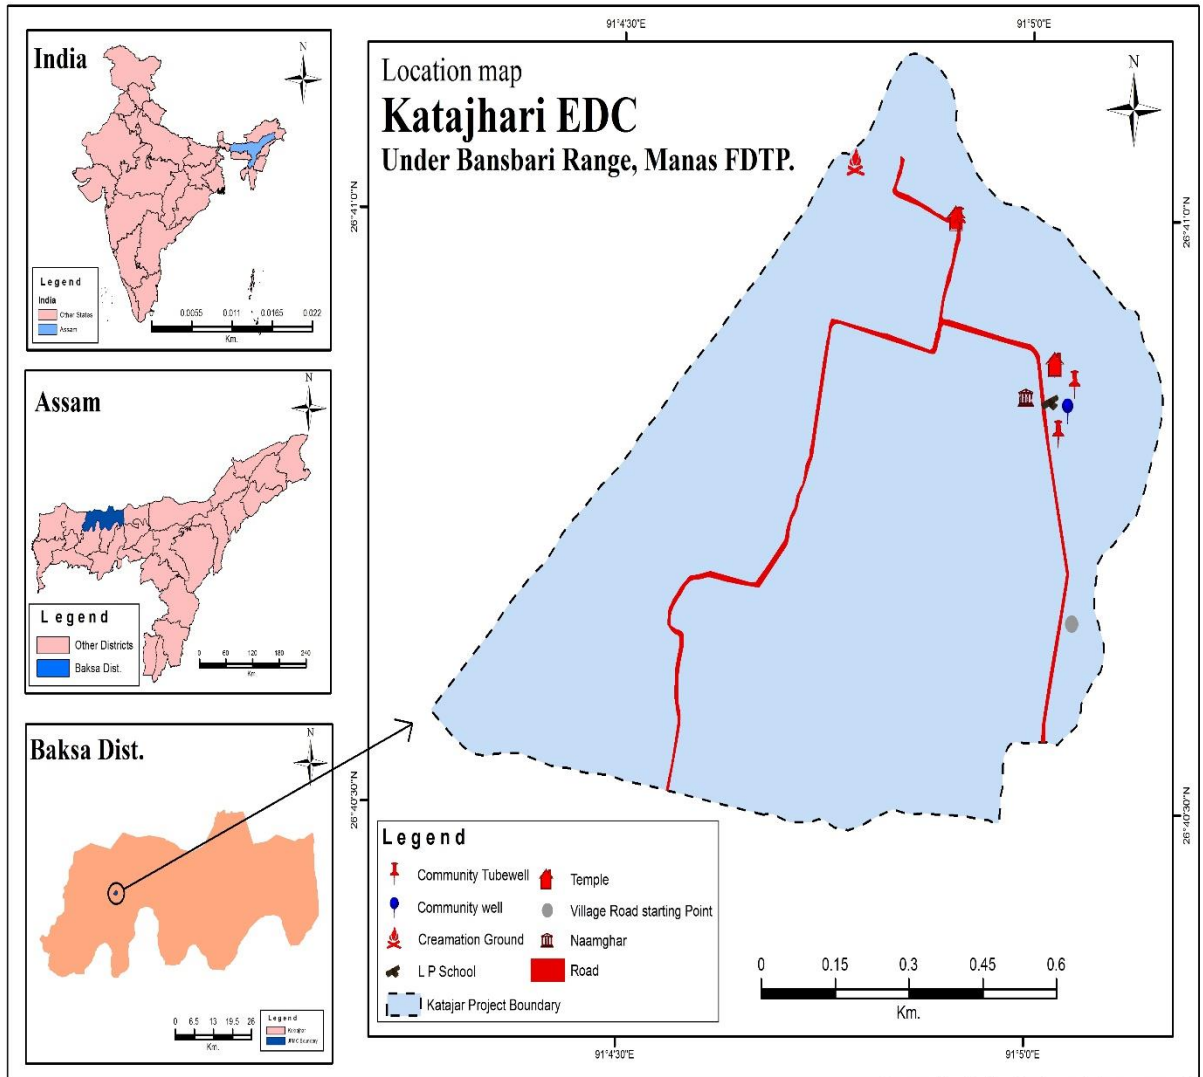 India
N
Legend
India
Other States
Assam
0.0055 0.011 0.0165 0.022
Km.
Assam
N
Legend
Other Districts
Baksa Dist.
0 60 120 180 240
Km
Baksa Dist.
N
0 6.5 13 19.5 26
Km.
Legend
91°4'30"E 91°5'0"E
Location map
Katajhari EDC
Under Bansbari Range, Manas FDTP.
N
26°41'0"N 26°41'0"N
26°40'30"N 26°40'30"N
Legend
Community Tubewell
Community well
Creamation Ground
L P School
Katajar Project Boundary
Temple
Village Road starting Point
Naamghar
Road
0 0.15 0.3 0.45 0.6
Km.
91°4'30"E 91°5'0"E